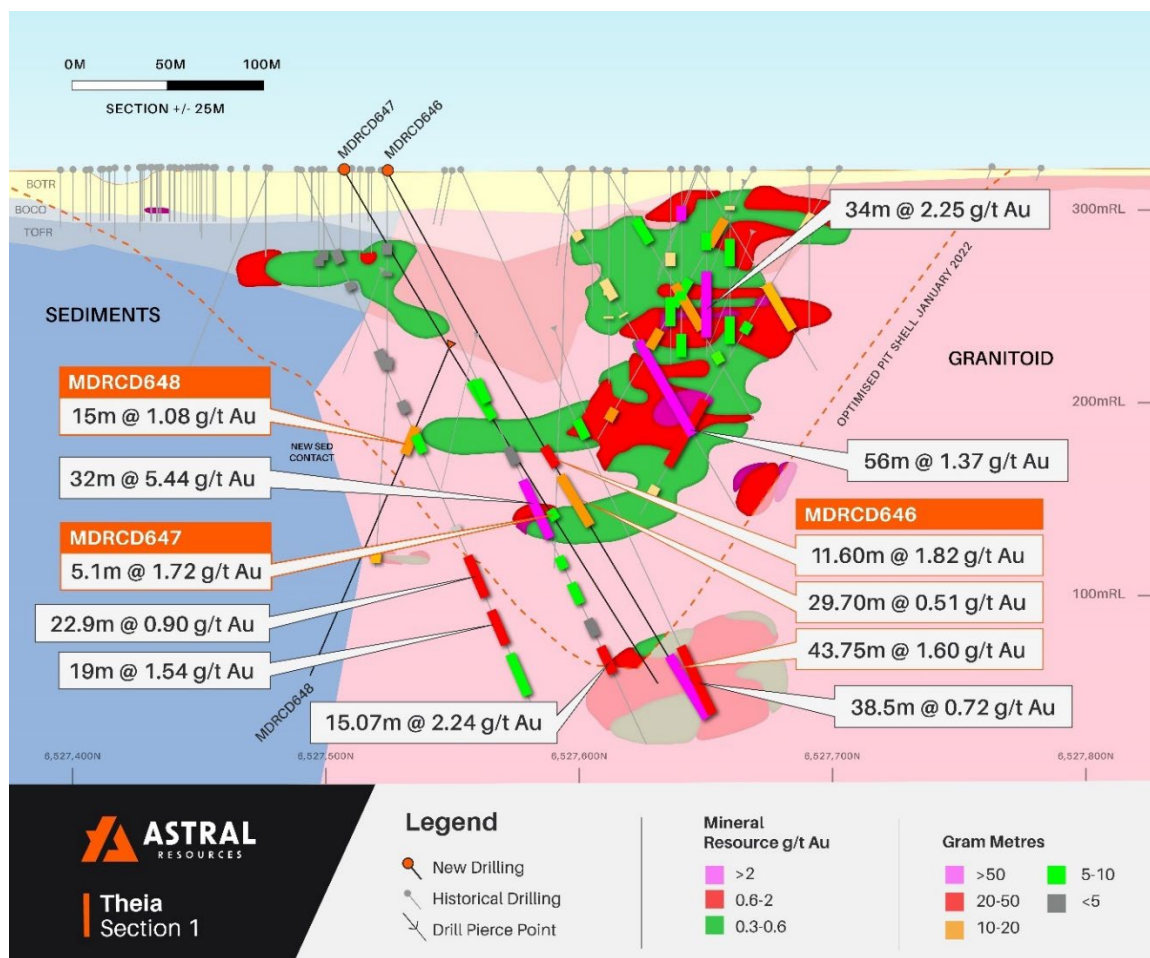 0M 50M 100M
SECTION +/- 25M
MDRCD647
MDRCD646
BOTR
BOCO
TOFR
300mRL
34m @ 2.25 g/t Au
SEDIMENTS
OPTIMISED PIT SHELL JANUARY 2022
GRANITOID
MDRCD648
15m @ 1.08 g/t Au
200mRL
NEW SED
CONTACT
32m @ 5.44 g/t Au
56m @ 1.37 g/t Au
MDRCD647
5.1m @ 1.72 g/t Au
MDRCD646
11.60m @ 1.82 g/t Au
29.70m @ 0.51 g/t Au
43.75m @ 1.60 g/t Au
100mRL
22.9m @ 0.90 g/t Au
19m @ 1.54 g/t Au
MDRCD648
15.07m @ 2.24 g/t Au
38.5m @ 0.72 g/t Au
6,527,400N 6,527,500N 6,527,600N 6,527,700N 6,527,800N
ASTRAL
RESOURCES
Theia
Section 1
Legend
New Drilling
Historical Drilling
Drill Pierce Point
Mineral
Resource g/t Au
>2
0.6-2
0.3-0.6
Gram Metres
>50
20-50
10-20
5-10
<5